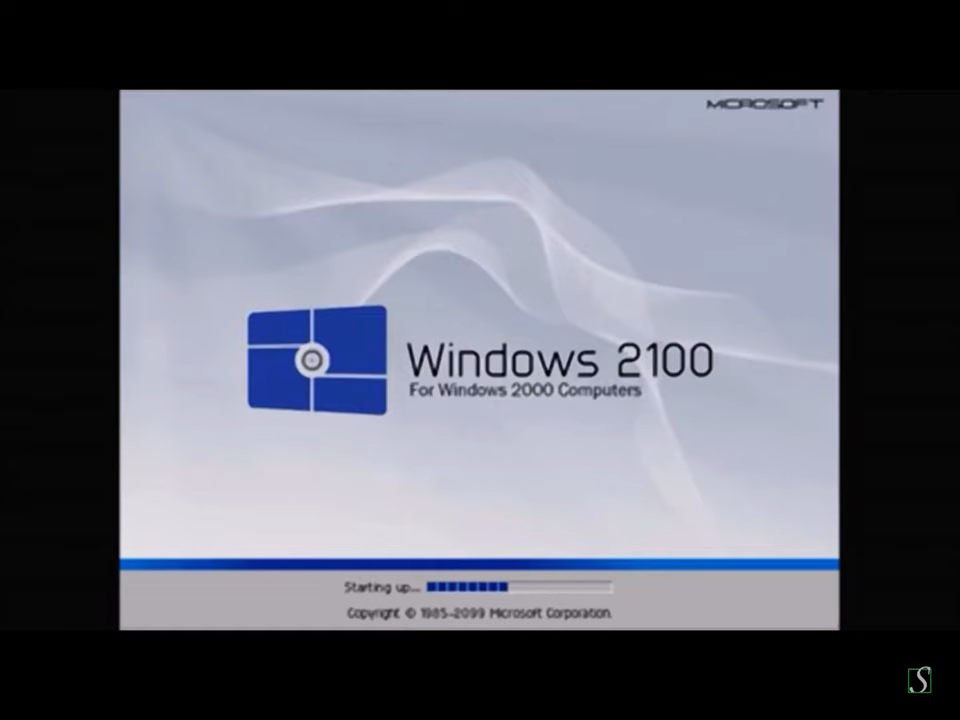 MICROSOFT
Windows 2100
For Windows 2000 Computers
Starting up...
Copyright © 1985-2099 Microsoft Corporation.
S